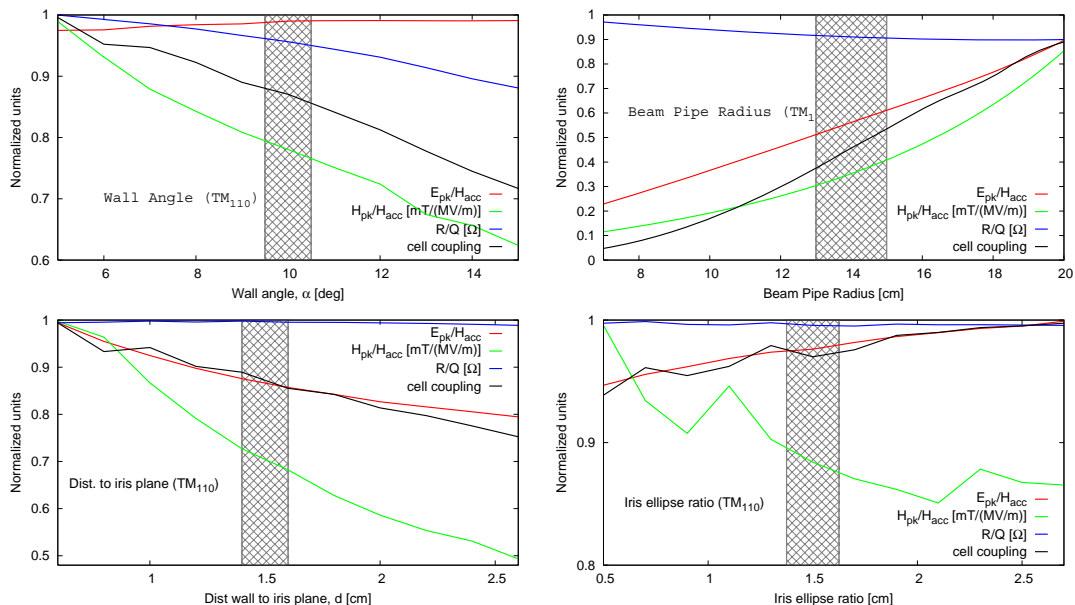 1
0.9
0.8
0.7
0.6
Normalized units
Wall Angle (TM110)
Epk/Hacc
Hpk/Hacc [mT/(MV/m)]
R/Q [Ω]
cell coupling
6
8
10
12
14
Wall angle, α [deg]
1
0.9
0.8
0.7
0.6
0.5
0.4
0.3
0.2
0.1
0
Normalized units
Beam Pipe Radius (TM1
Epk/Hacc
Hpk/Hacc [mT/(MV/m)]
R/Q [Ω]
cell coupling
8
10
12
14
16
18
20
Beam Pipe Radius [cm]
1
0.9
0.8
0.7
0.6
0.5
Normalized units
Dist. to iris plane (TM110)
Epk/Hacc
Hpk/Hacc [mT/(MV/m)]
R/Q [Ω]
cell coupling
1
1.5
2
2.5
Dist wall to iris plane, d [cm]
1
0.9
0.8
Normalized units
Iris ellipse ratio (TM110)
Epk/Hacc
Hpk/Hacc [mT/(MV/m)]
R/Q [Ω]
cell coupling
0.5
1
1.5
2
2.5
Iris ellipse ratio [cm]